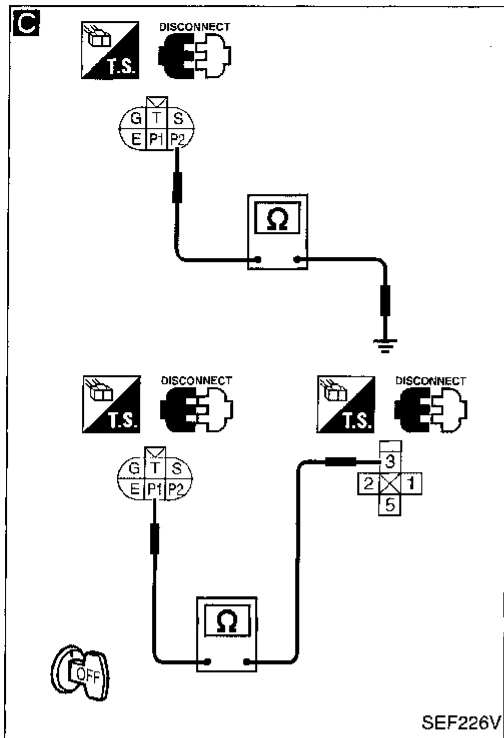 C
DISCONNECT
T.S.
G T S
E P1 P2
Ω
DISCONNECT
T.S.
DISCONNECT
T.S.
G T S
E P1 P2
3
2 1
5
Ω
OFF
SEF226V